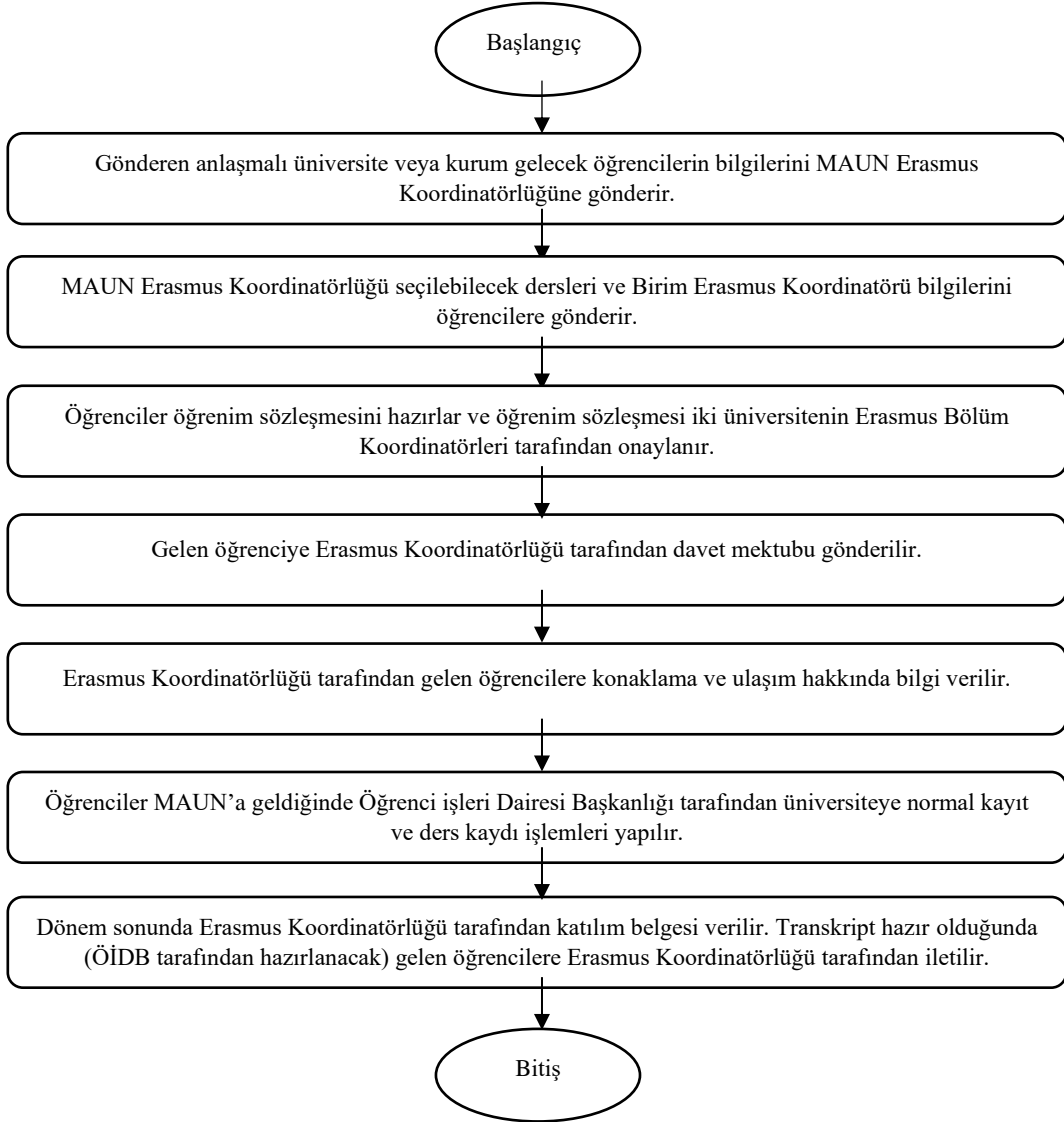 Başlangıç
Gönderen anlaşmalı üniversite veya kurum gelecek öğrencilerin bilgilerini MAUN Erasmus
Koordinatörlüğüne gönderir.
MAUN Erasmus Koordinatörlüğü seçilebilecek dersleri ve Birim Erasmus Koordinatörü bilgilerini
öğrencilere gönderir.
Öğrenciler öğrenim sözleşmesini hazırlar ve öğrenim sözleşmesi iki üniversitenin Erasmus Bölüm
Koordinatörleri tarafından onaylanır.
Gelen öğrenciye Erasmus Koordinatörlüğü tarafından davet mektubu gönderilir.
Erasmus Koordinatörlüğü tarafından gelen öğrencilere konaklama ve ulaşım hakkında bilgi verilir.
Öğrenciler MAUN’a geldiğinde Öğrenci işleri Dairesi Başkanlığı tarafından üniversiteye normal kayıt
ve ders kaydı işlemleri yapılır.
Dönem sonunda Erasmus Koordinatörlüğü tarafından katılım belgesi verilir. Transkript hazır olduğunda
(ÖİDB tarafından hazırlanacak) gelen öğrencilere Erasmus Koordinatörlüğü tarafından iletilir.
Bitiş